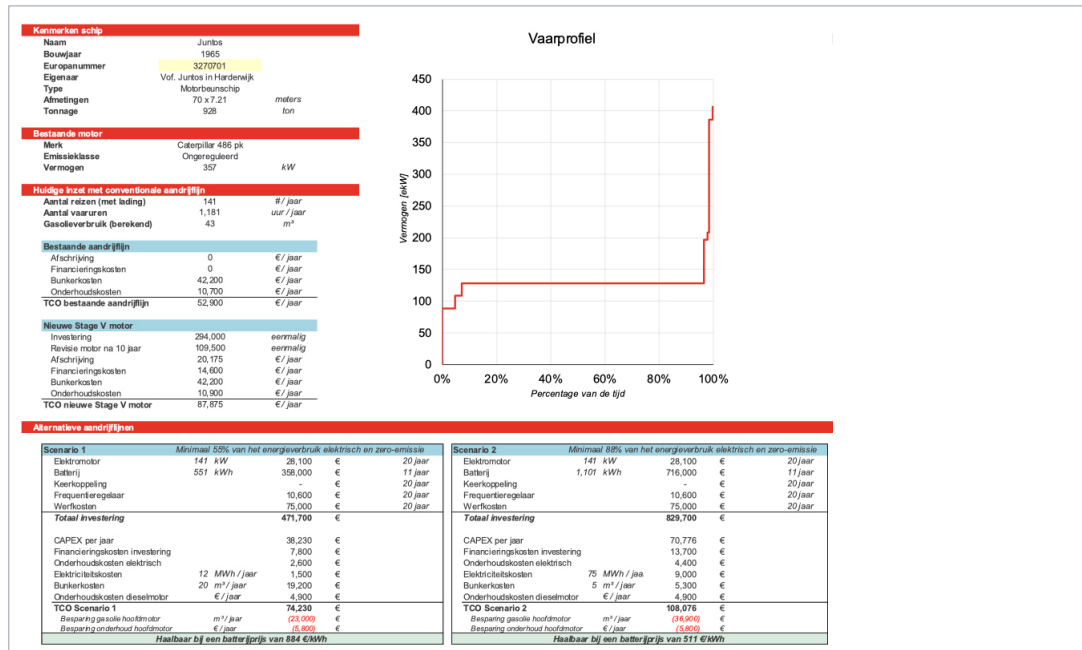 Kenmerken schip
Naam Juntos
Bouwjaar 1965
Europanummer 3270701
Eigenaar Vof. Juntos in Harderwijk
Type Motorbeunschip
Afmetingen 70 x 7.21 meters
Tonnage 928 ton
Bestaande motor
Merk Caterpillar 486 pk
Emissieklasse Ongereguleerd
Vermogen 357 kW
Huidige inzet met conventionale aandrijflijn
Aantal reizen (met lading) 141 # / jaar
Aantal vaaruren 1,181 uur / jaar
Gasolieverbruik (berekend) 43 m³
Bestaande aandrijflijn
Afschrijving 0 € / jaar
Financieringskosten 0 € / jaar
Bunkerkosten 42,200 € / jaar
Onderhoudskosten 10,700 € / jaar
TCO bestaande aandrijflijn 52,900 € / jaar
Nieuwe Stage V motor
Investering 294,000 eenmalig
Revisie motor na 10 jaar 109,500 eenmalig
Afschrijving 20,175 € / jaar
Financieringskosten 14,600 € / jaar
Bunkerkosten 42,200 € / jaar
Onderhoudskosten 10,900 € / jaar
TCO nieuwe Stage V motor 87,875 € / jaar
Vaarprofiel
Vermogen [ekW]
450
400
350
300
250
200
150
100
50
0
0% 20% 40% 60% 80% 100%
Percentage van de tijd
Alternatieve aandrijflijnen
Scenario 1 Minimaal 55% van het energieverbruik elektrisch en zero-emissie
Elektromotor 141 kW 28,100 € 20 jaar
Batterij 551 kWh 358,000 € 11 jaar
Keerkoppeling - € 20 jaar
Frequentieregelaar 10,600 € 20 jaar
Werfkosten 75,000 € 20 jaar
Totaal investering 471,700 €
CAPEX per jaar 38,230 €
Financieringskosten investering 7,800 €
Onderhoudskosten elektrisch 2,600 €
Elektriciteitskosten 12 MWh / jaar 1,500 €
Bunkerkosten 20 m³ / jaar 19,200 €
Onderhoudskosten dieselmotor € / jaar 4,900 €
TCO Scenario 1 74,230 €
Besparing gasolie hoofdmotor m³ / jaar (23,000) €
Besparing onderhoud hoofdmotor € / jaar (5,800) €
Haalbaar bij een batterijprijs van 884 €/kWh
Scenario 2 Minimaal 88% van het energieverbruik elektrisch en zero-emissie
Elektromotor 141 kW 28,100 € 20 jaar
Batterij 1,101 kWh 716,000 € 11 jaar
Keerkoppeling - € 20 jaar
Frequentieregelaar 10,600 € 20 jaar
Werfkosten 75,000 € 20 jaar
Totaal investering 829,700 €
CAPEX per jaar 70,776 €
Financieringskosten investering 13,700 €
Onderhoudskosten elektrisch 4,400 €
Elektriciteitskosten 75 MWh / jaa. 9,000 €
Bunkerkosten 5 m³ / jaar 5,300 €
Onderhoudskosten dieselmotor € / jaar 4,900 €
TCO Scenario 2 108,076 €
Besparing gasolie hoofdmotor m³ / jaar (36,900) €
Besparing onderhoud hoofdmotor € / jaar (5,800) €
Haalbaar bij een batterijprijs van 511 €/kWh